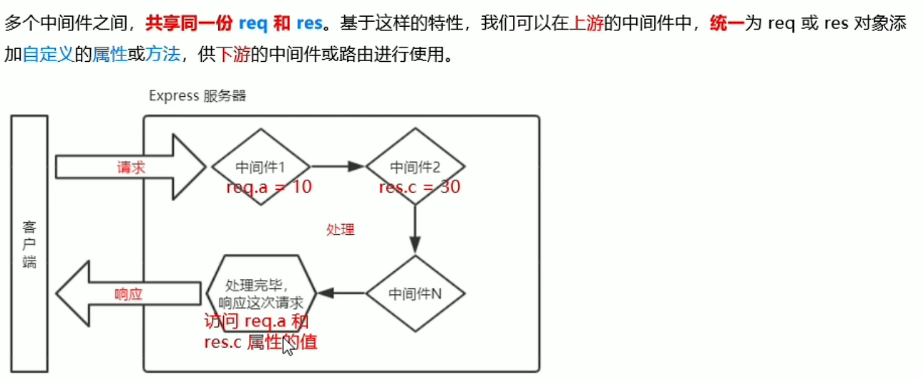 多个中间件之间，共享同一份 req 和 res。基于这样的特性，我们可以在上游的中间件中，统一为 req 或 res 对象添
加自定义的属性或方法，供下游的中间件或路由进行使用。
Express 服务器
请求
中间件1
req.a = 10
中间件2
res.c = 30
客
户
端
处理
响应
处理完毕，
响应这次请求
访问 req.a 和
res.c 属性的值
中间件N